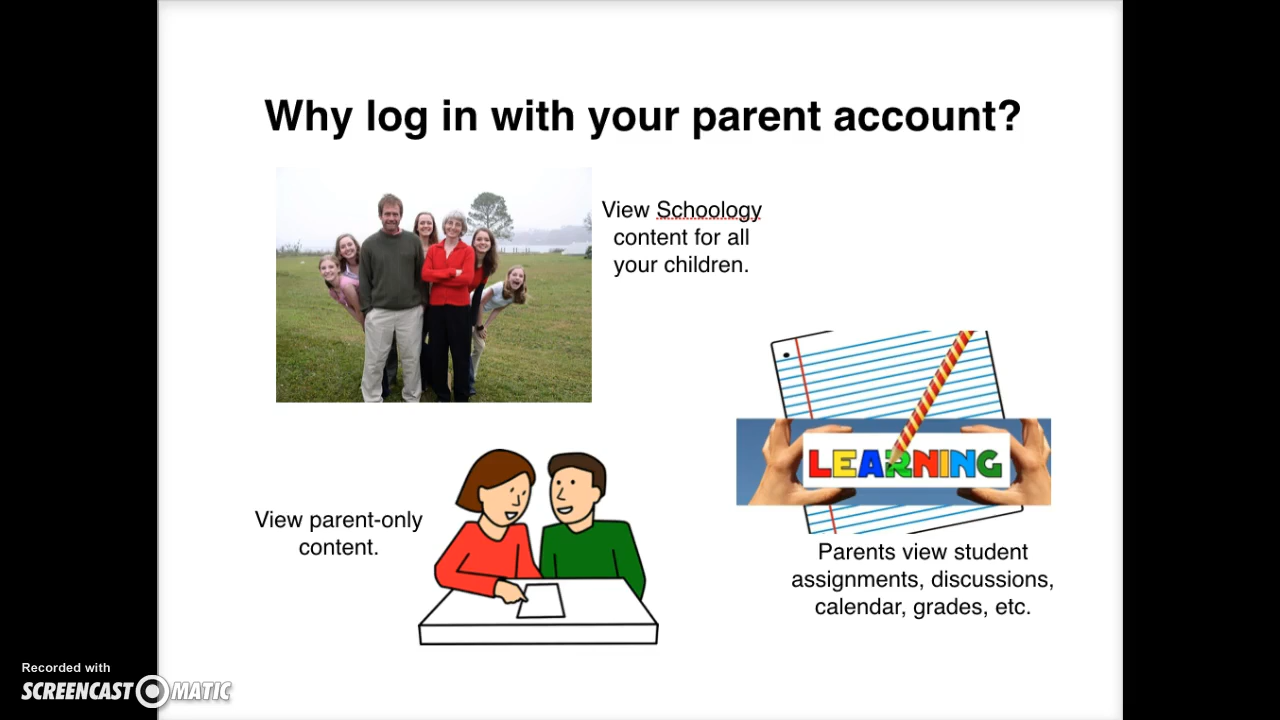 Why log in with your parent account?
View Schoology
content for all
your children.
LEARNING
View parent-only
content.
Parents view student
assignments, discussions,
calendar, grades, etc.
Recorded with
SCREENCAST MATIC